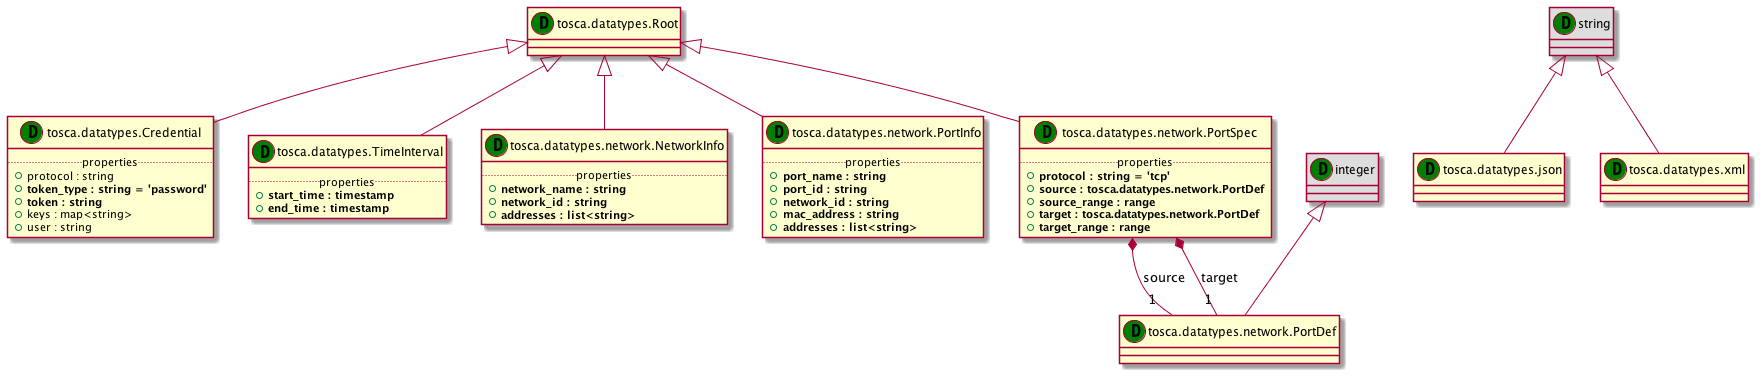 D tosca.datatypes.Root
D string
D tosca.datatypes.Credential
properties
protocol : string
token_type : string = 'password'
token : string
keys : map<string>
user : string
D tosca.datatypes.TimeInterval
properties
start_time : timestamp
end_time : timestamp
D tosca.datatypes.network.NetworkInfo
properties
network_name : string
network_id : string
addresses : list<string>
D tosca.datatypes.network.PortInfo
properties
port_name : string
port_id : string
network_id : string
mac_address : string
addresses : list<string>
D tosca.datatypes.network.PortSpec
properties
protocol : string = 'tcp'
source : tosca.datatypes.network.PortDef
source_range : range
target : tosca.datatypes.network.PortDef
target_range : range
D integer
D tosca.datatypes.json
D tosca.datatypes.xml
source
target
1
1
D tosca.datatypes.network.PortDef